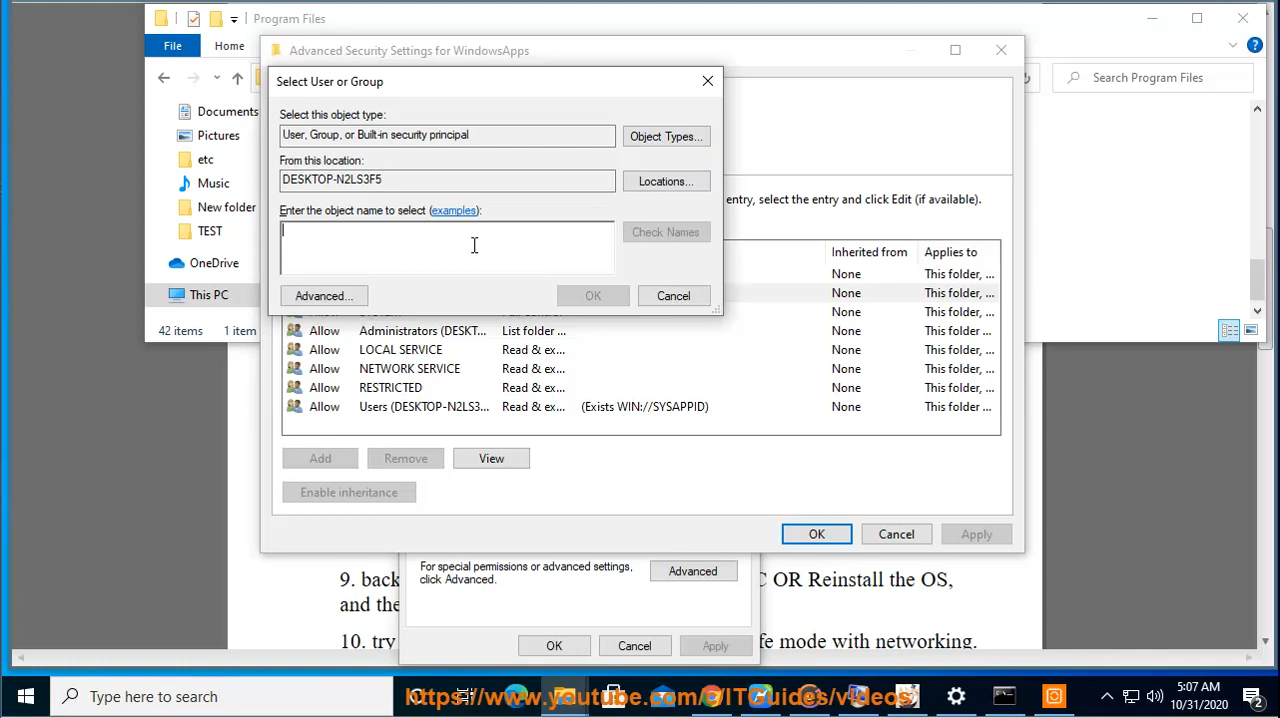 Program Files
File
Home
Advanced Security Settings for WindowsApps
Search Program Files
Select User or Group
Select this object type:
User, Group, or Built-in security principal
Object Types...
From this location:
DESKTOP-N2LS3F5
Locations...
Enter the object name to select (examples):
Check Names
Advanced...
OK
Cancel
Documents
Pictures
etc
Music
New folder
TEST
OneDrive
This PC
42 items
1 item
entry, select the entry and click Edit (if available).
Inherited from
Applies to
None
This folder, ...
None
This folder, ...
None
This folder, ...
Allow
Administrators (DESKT...
List folder ...
None
This folder, ...
Allow
LOCAL SERVICE
Read & ex...
None
This folder, ...
Allow
NETWORK SERVICE
Read & ex...
None
This folder, ...
Allow
RESTRICTED
Read & ex...
None
This folder, ...
Allow
Users (DESKTOP-N2LS3...
Read & ex...
(Exists WIN://SYSAPPID)
None
This folder ...
Add
Remove
View
Enable inheritance
OK
Cancel
Apply
For special permissions or advanced settings,
click Advanced.
Advanced
OK
Cancel
Apply
9. back
C OR Reinstall the OS,
and the
10. try
fe mode with networking.
Type here to search
https://www.youtube.com/c/ITGuides/videos/
5:07 AM
10/31/2020
2